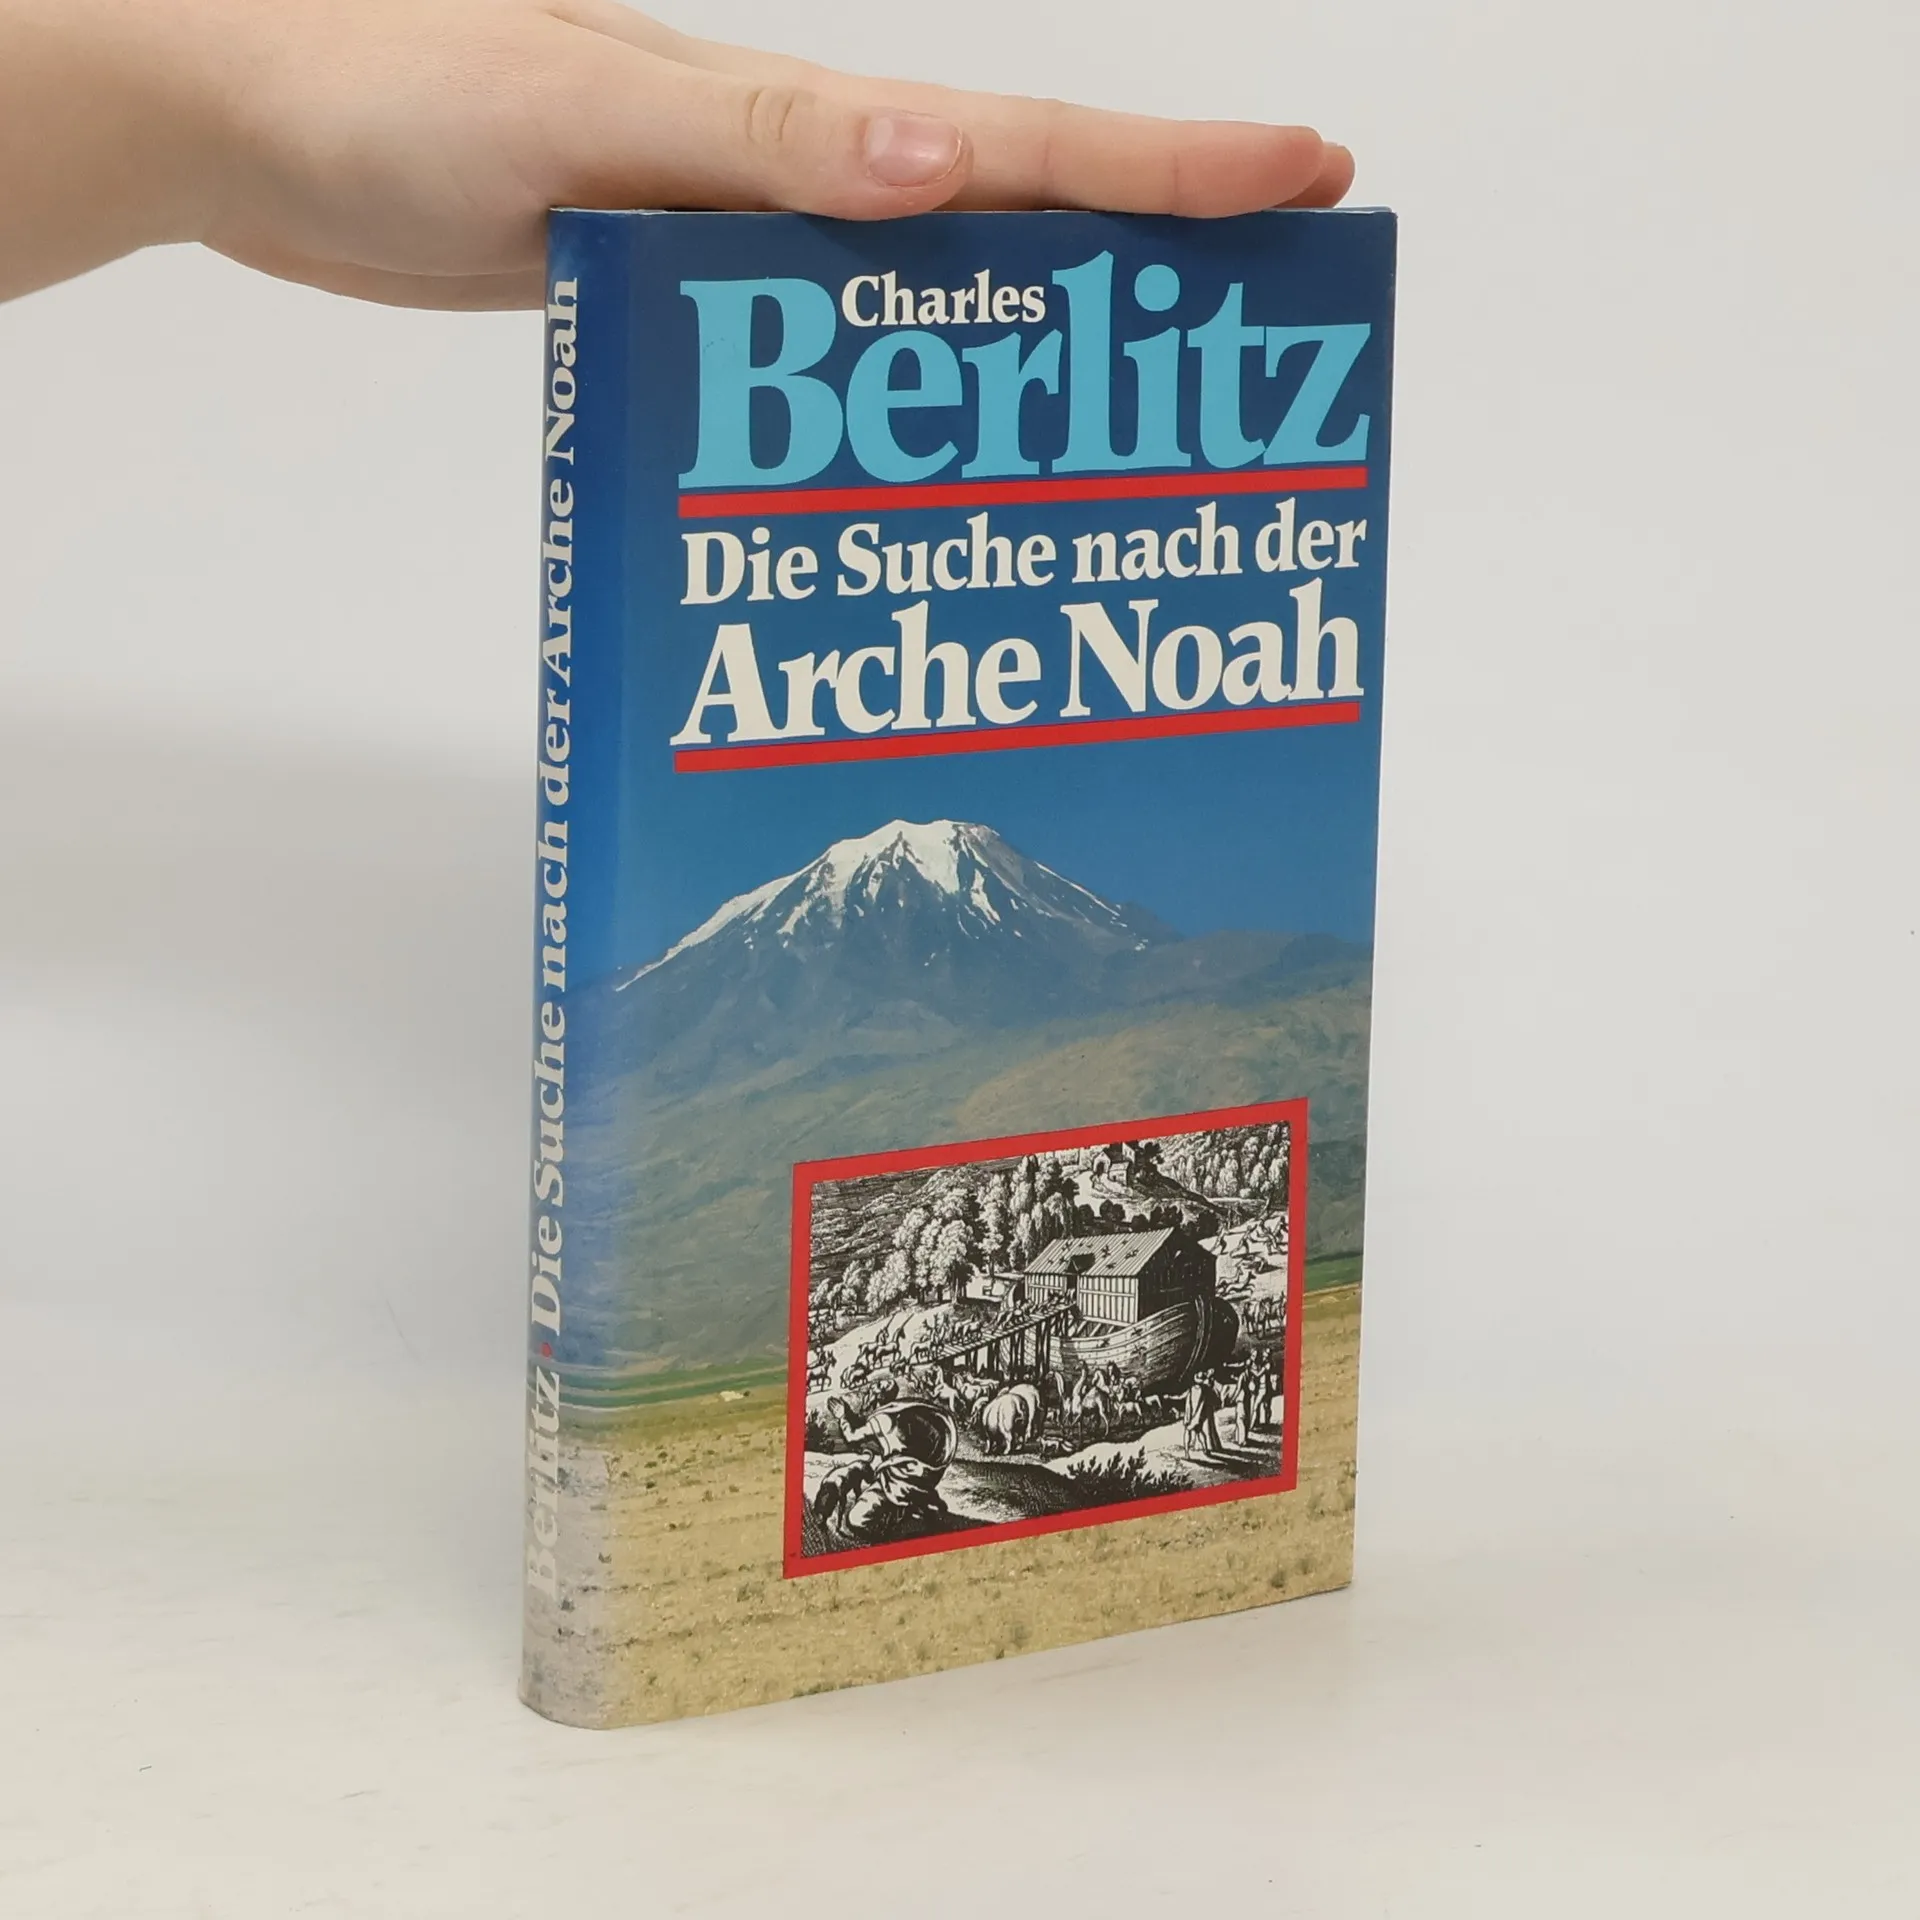 Charles
Berlitz
Die Suche nach der
Arche Noah
Berlitz • Die Suche nach der Arche Noah